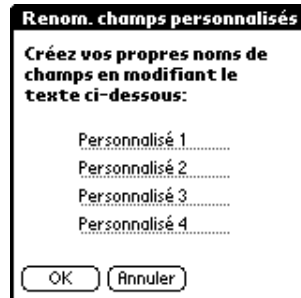 Renom. champs personnalisés
Créez vos propres noms de
champs en modifiant le
texte ci-dessous:
Personnalisé 1
Personnalisé 2
Personnalisé 3
Personnalisé 4
OK Annuler